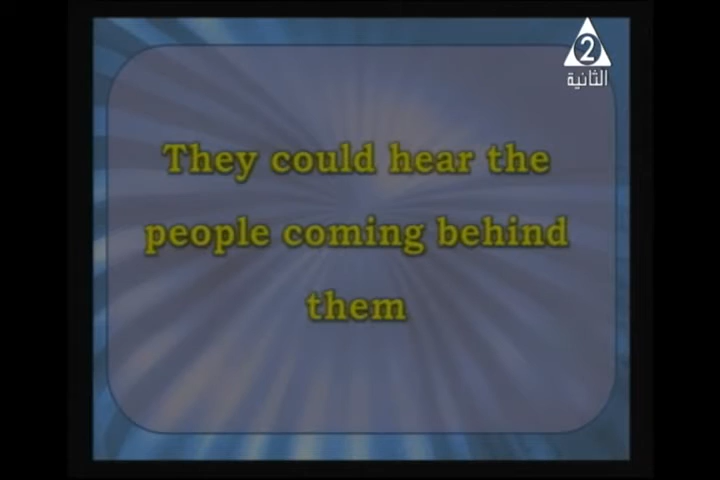 2
الثانية
They could hear the
people coming behind
them